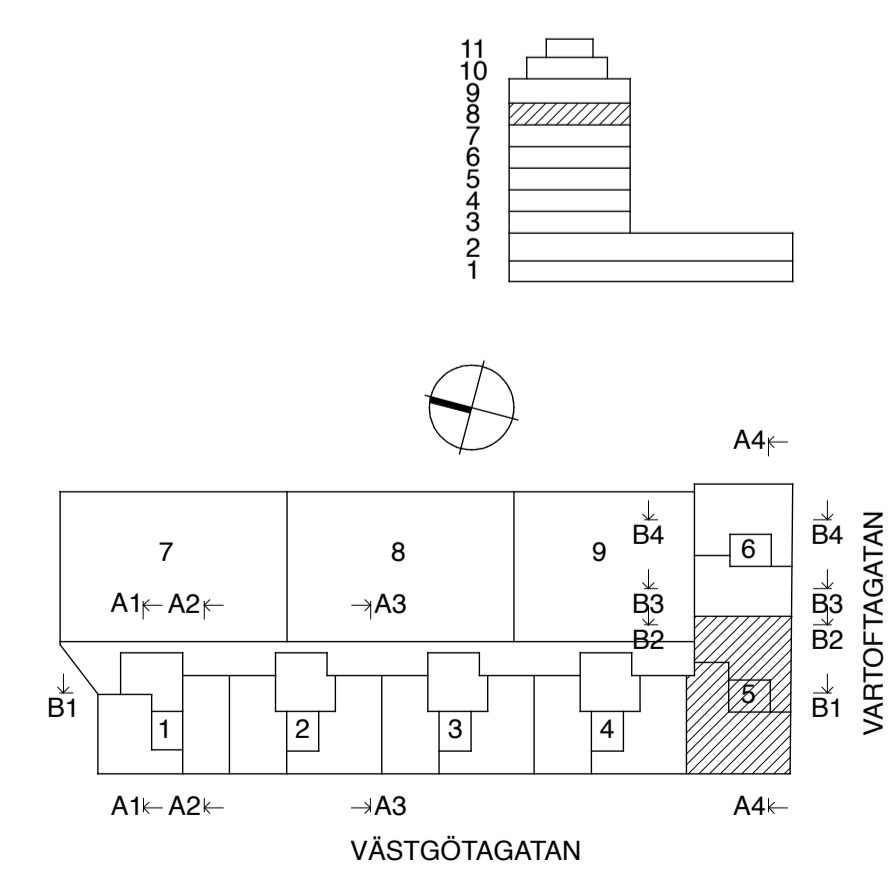 11
10
9
8
7
6
5
4
3
2
1
A4
7 8 9 B4 6 B4
A1 A2 A3 B3 B3
B2 B2
B1 5 B1
1 2 3 4
A1 A2 A3 A4
VÄSTGÖTAGATAN
VARTOFTAGATAN